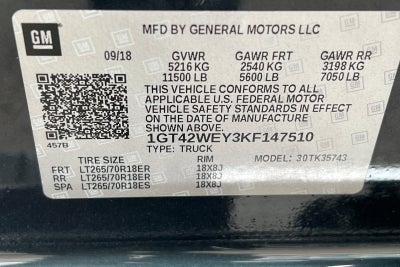 GM
MFD BY GENERAL MOTORS LLC
09/18 GVWR GAWR FRT GAWR RR
5216 KG 2540 KG 3198 KG
11500 LB 5600 LB 7050 LB
THIS VEHICLE CONFORMS TO ALL
APPLICABLE U.S. FEDERAL MOTOR
VEHICLE SAFETY STANDARDS IN EFFECT
ON THE DATE OF MANUFACTURE
SHOWN ABOVE.
457B 1GT42WEY3KF147510
TYPE: TRUCK MODEL: 30TK35743
TIRE SIZE RIM
FRT LT265/70R18ER 18X8J
RR LT265/70R18ER 18X8J
SPA LT265/70R18ES 18X8J